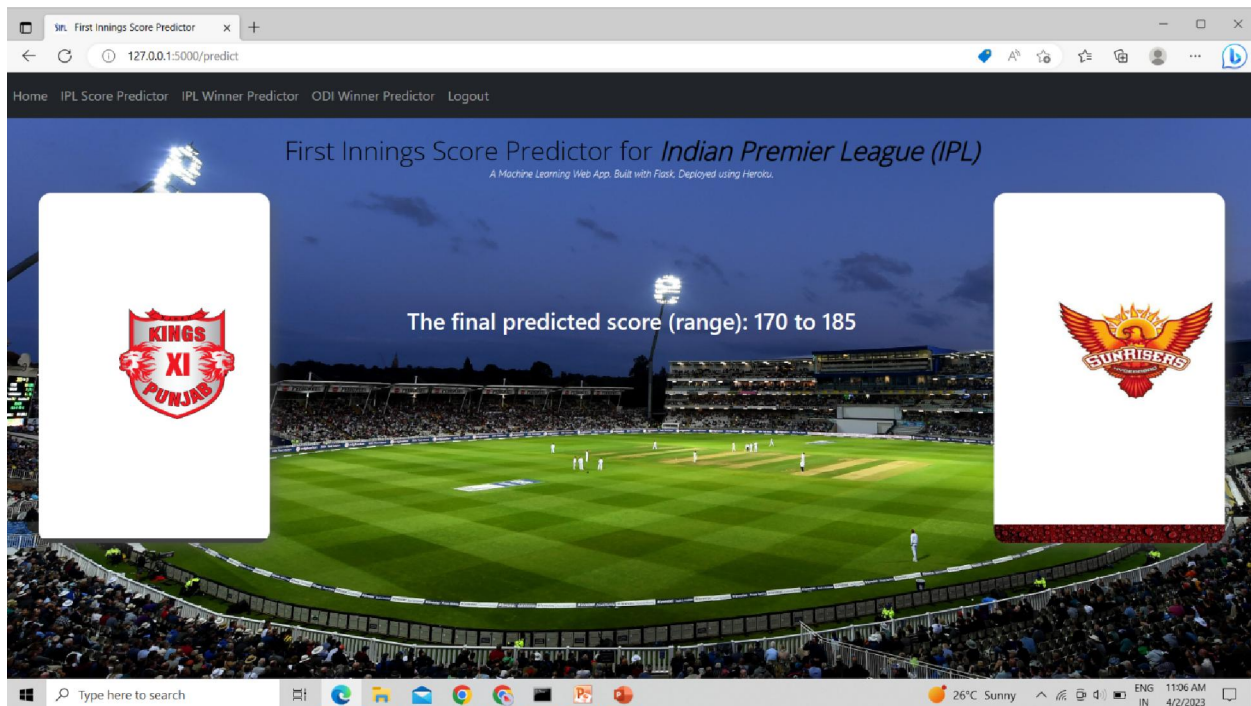 First Innings Score Predictor
127.0.0.1:5000/predict
Home IPL Score Predictor IPL Winner Predictor ODI Winner Predictor Logout
First Innings Score Predictor for Indian Premier League (IPL)
A Machine Learning Web App. Built with Flask, Deployed using Heroku.
The final predicted score (range): 170 to 185
KINGS
XI
PUNJAB
SUNRISERS
Type here to search
26°C Sunny
ENG
IN
11:06 AM
4/2/2023